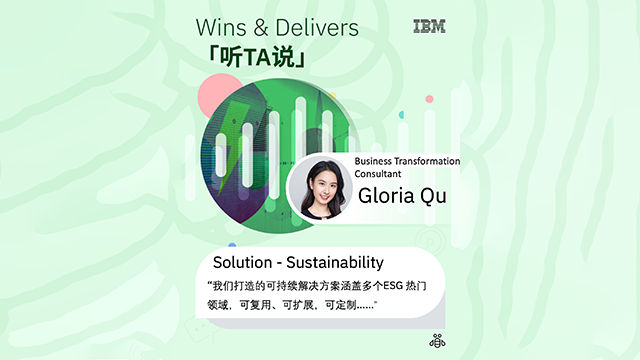 Wins & Delivers
IBM
「听TA说」
Business Transformation
Consultant
Gloria Qu
Solution - Sustainability
“我们打造的可持续解决方案涵盖多个ESG 热门
领域，可复用、可扩展，可定制......”